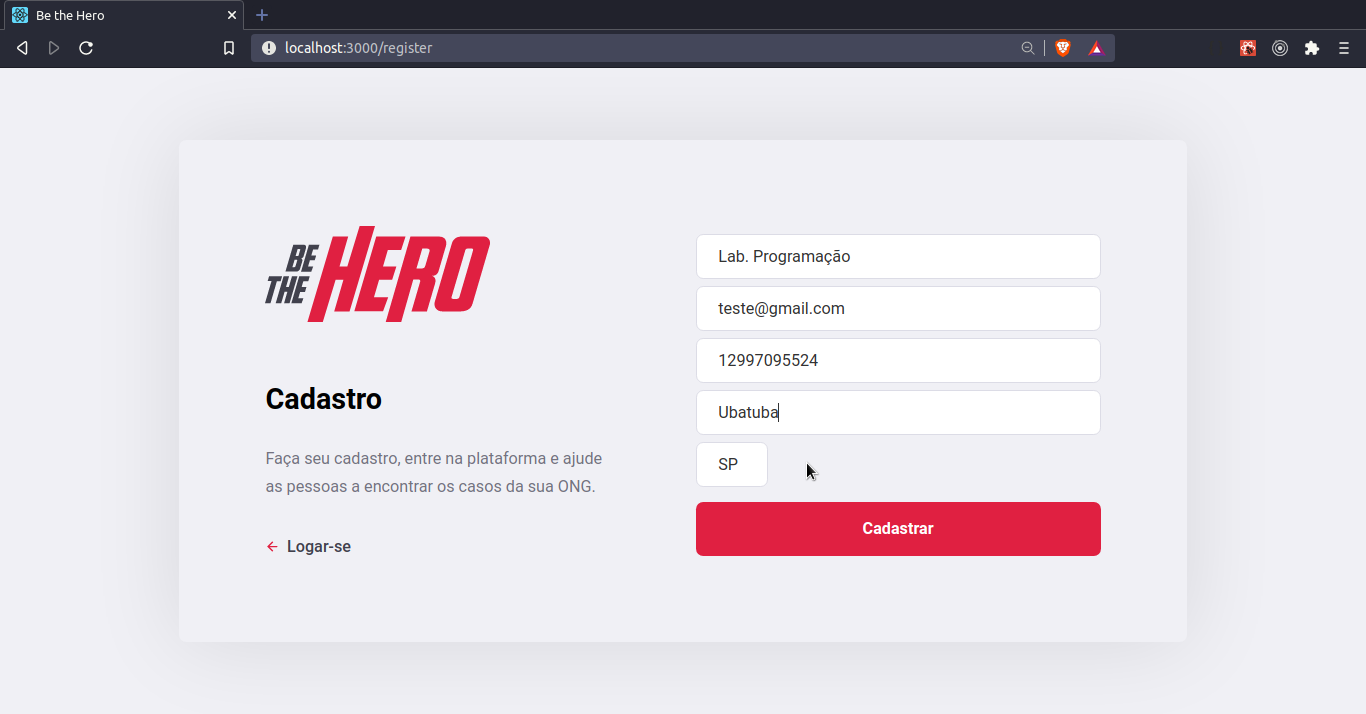 Be the Hero
localhost:3000/register
BE
THE
HERO
Cadastro
Faça seu cadastro, entre na plataforma e ajude
as pessoas a encontrar os casos da sua ONG.
Logar-se
Lab. Programação
teste@gmail.com
12997095524
Ubatuba
SP
Cadastrar